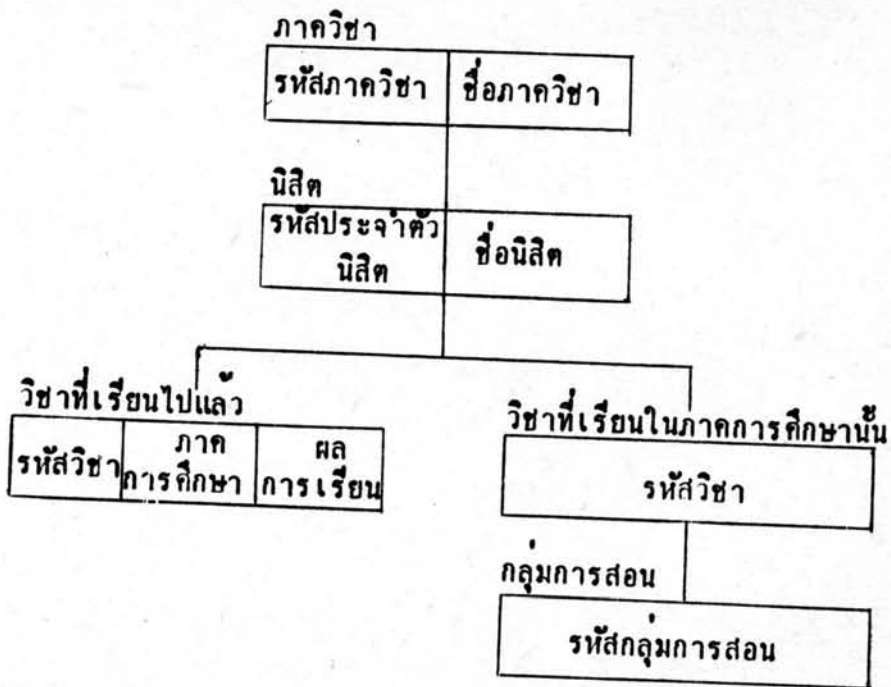 ภาควิชา
รหัสภาควิชา ชื่อภาควิชา
นิสิต
รหัสประจำตัว
นิสิต
ชื่อนิสิต
วิชาที่เรียนไปแล้ว
รหัสวิชา
ภาค
การศึกษา
ผล
การเรียน
วิชาที่เรียนในภาคการศึกษานั้น
รหัสวิชา
กลุ่มการสอน
รหัสกลุ่มการสอน